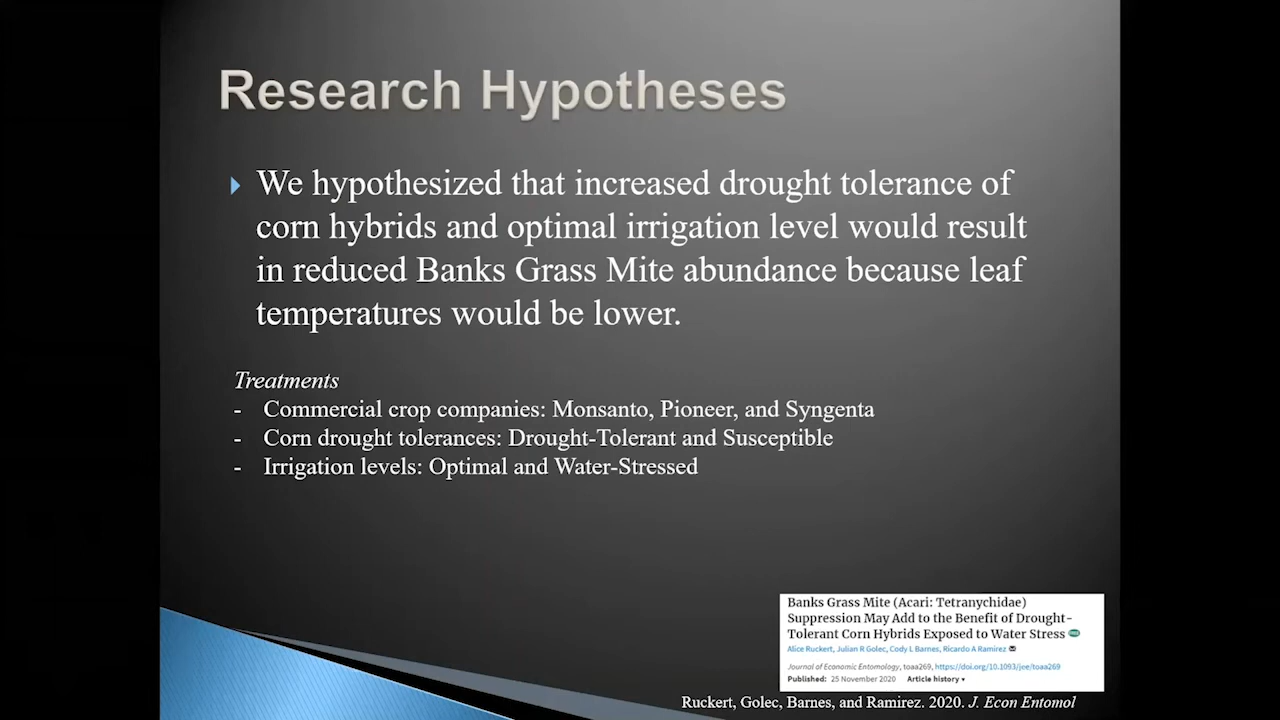 Research Hypotheses
We hypothesized that increased drought tolerance of
corn hybrids and optimal irrigation level would result
in reduced Banks Grass Mite abundance because leaf
temperatures would be lower.
Treatments
- Commercial crop companies: Monsanto, Pioneer, and Syngenta
- Corn drought tolerances: Drought-Tolerant and Susceptible
- Irrigation levels: Optimal and Water-Stressed
Banks Grass Mite (Acari: Tetranychidae)
Suppression May Add to the Benefit of Drought-
Tolerant Corn Hybrids Exposed to Water Stress
Alice Ruckert, Julian R Golec, Cody L Barnes, Ricardo A Ramirez
Journal of Economic Entomology, toaa269, https://doi.org/10.1093/jee/toaa269
Published: 25 November 2020 Article history
Ruckert, Golec, Barnes, and Ramirez. 2020. J. Econ Entomol